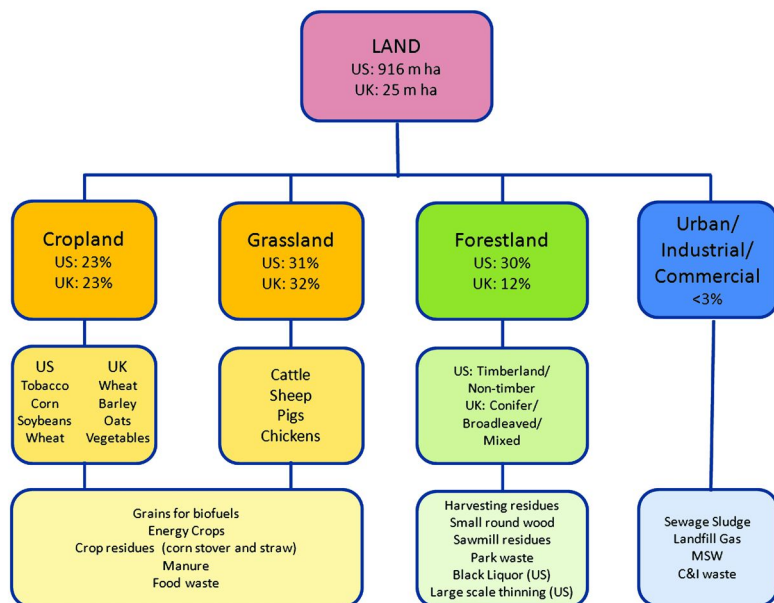 LAND
US: 916 m ha
UK: 25 m ha
Cropland
US: 23%
UK: 23%
Grassland
US: 31%
UK: 32%
Forestland
US: 30%
UK: 12%
Urban/
Industrial/
Commercial
<3%
US
Tobacco
Corn
Soybeans
Wheat
UK
Wheat
Barley
Oats
Vegetables
Cattle
Sheep
Pigs
Chickens
US: Timberland/
Non-timber
UK: Conifer/
Broadleaved/
Mixed
Grains for biofuels
Energy Crops
Crop residues (corn stover and straw)
Manure
Food waste
Harvesting residues
Small round wood
Sawmill residues
Park waste
Black Liquor (US)
Large scale thinning (US)
Sewage Sludge
Landfill Gas
MSW
C&I waste